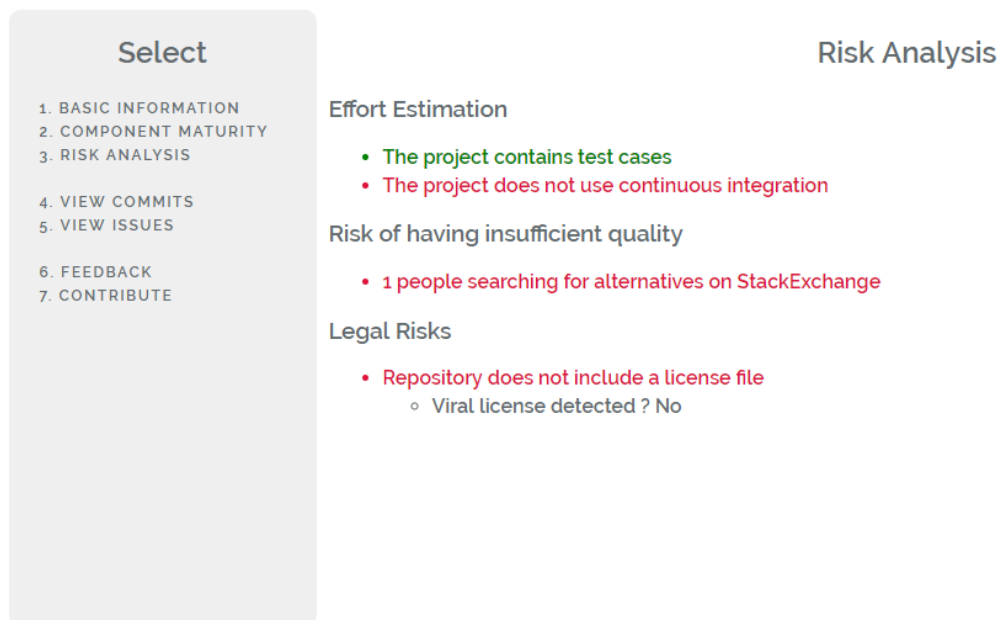 Select
1. BASIC INFORMATION
2. COMPONENT MATURITY
3. RISK ANALYSIS
4. VIEW COMMITS
5. VIEW ISSUES
6. FEEDBACK
7. CONTRIBUTE
Risk Analysis
Effort Estimation
• The project contains test cases
• The project does not use continuous integration
Risk of having insufficient quality
• 1 people searching for alternatives on StackExchange
Legal Risks
• Repository does not include a license file
◦ Viral license detected ? No